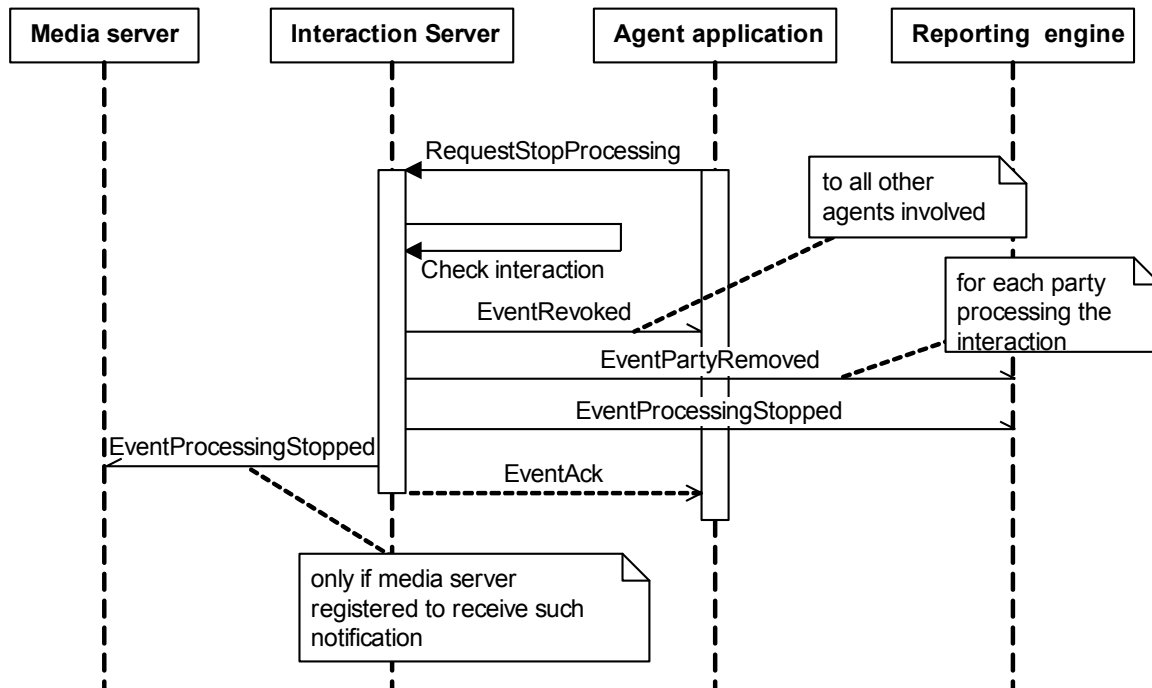 Media server
Interaction Server
Agent application
Reporting engine
RequestStopProcessing
to all other
agents involved
Check interaction
for each party
processing the
interaction
EventRevoked
EventPartyRemoved
EventProcessingStopped
EventProcessingStopped
EventAck
only if media server
registered to receive such
notification